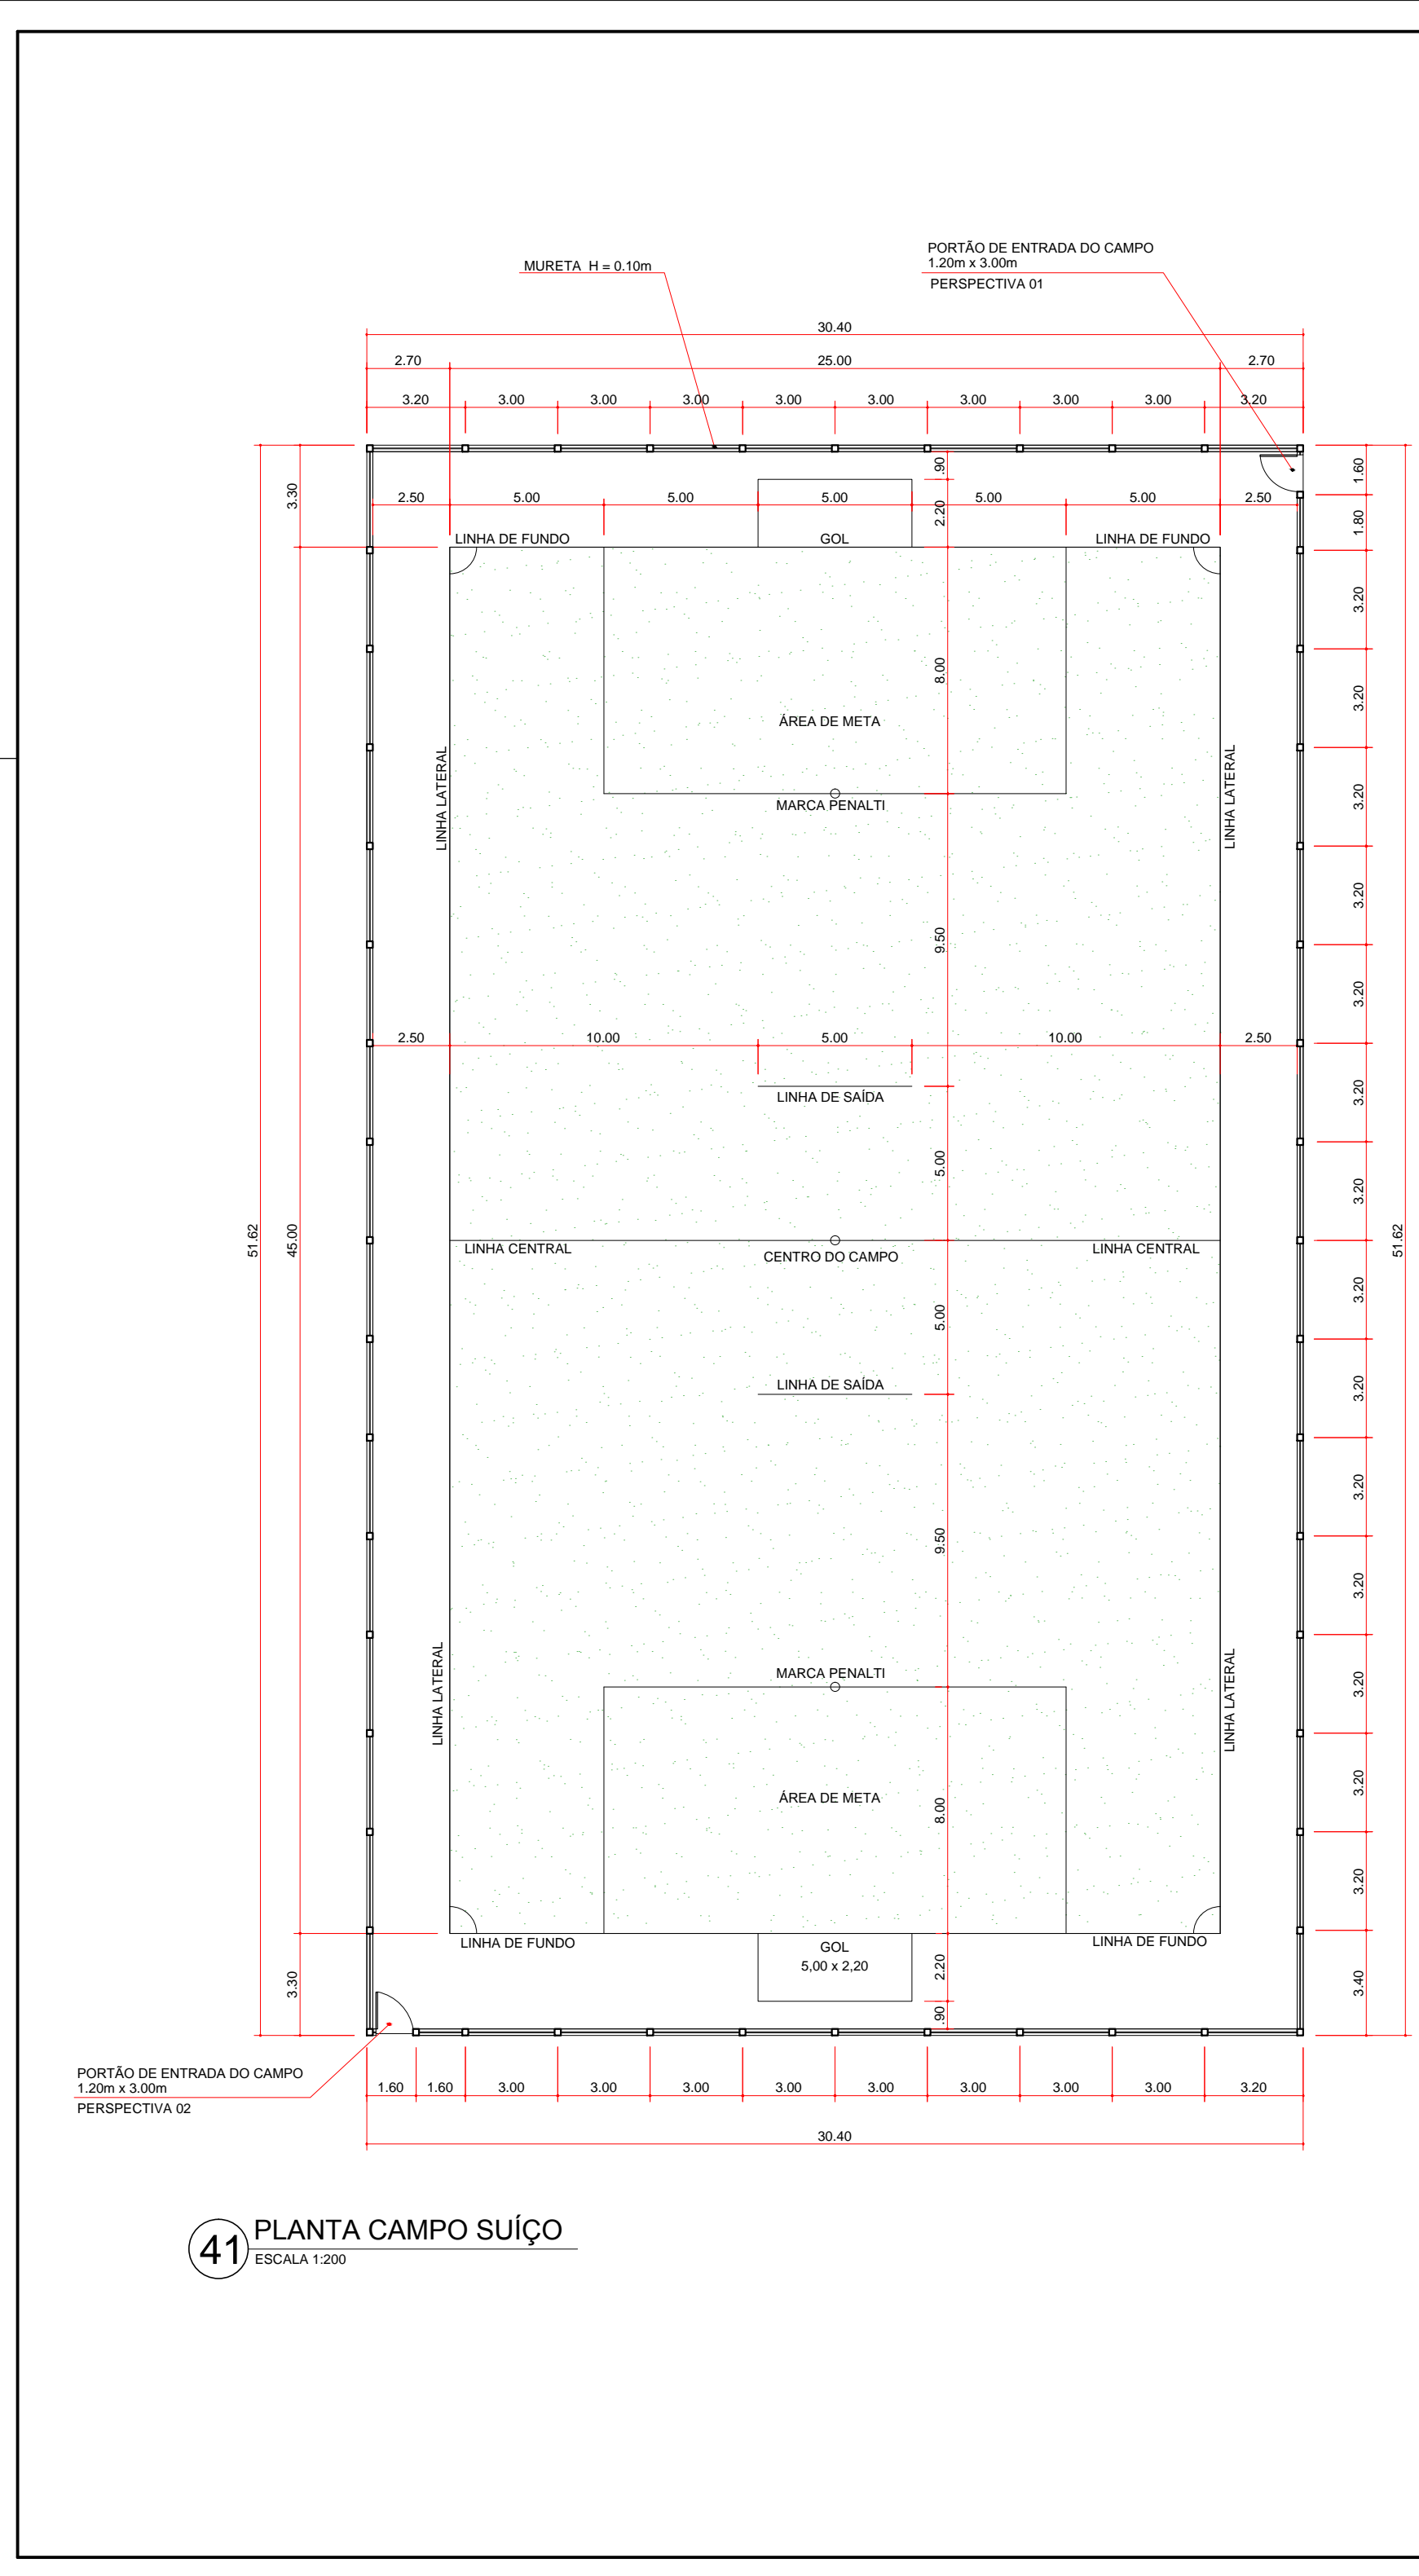 PORTÃO DE ENTRADA DO CAMPO
1.20m x 3.00m
PERSPECTIVA 01
MURETA  H = 0.10m
30.40
2.70 25.00 2.70
3.20 3.00 3.00 3.00 3.00 3.00 3.00 3.00 3.00 3.20
.90
1.60
3.30
2.50 5.00 5.00 5.00 5.00 5.00 2.50
2.20
1.80
LINHA DE FUNDO GOL LINHA DE FUNDO
3.20
8.00
ÁREA DE META
3.20
LINHA LATERAL
LINHA LATERAL
MARCA PENALTI
3.20
3.20
9.50
3.20
2.50 10.00 5.00 10.00 2.50
LINHA DE SAÍDA
3.20
5.00
3.20
51.62
45.00
51.62
LINHA CENTRAL LINHA CENTRAL
CENTRO DO CAMPO
3.20
5.00
LINHA DE SAÍDA
3.20
3.20
9.50
3.20
MARCA PENALTI
LINHA LATERAL
LINHA LATERAL
3.20
ÁREA DE META
3.20
8.00
3.20
LINHA DE FUNDO GOL LINHA DE FUNDO
5,00 x 2,20
2.20
3.30
3.40
.90
PORTÃO DE ENTRADA DO CAMPO
1.20m x 3.00m
PERSPECTIVA 02
1.60 1.60 3.00 3.00 3.00 3.00 3.00 3.00 3.00 3.00 3.20
30.40
41 PLANTA CAMPO SUÍÇO
ESCALA 1:200